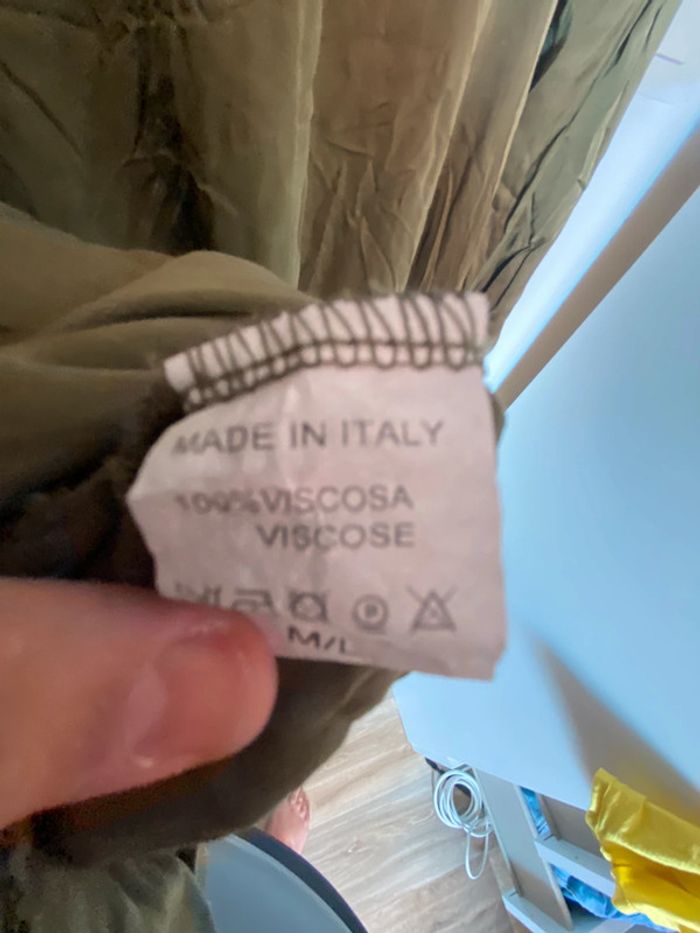 MADE IN ITALY
100% VISCOSA
VISCOSE
P
M/L